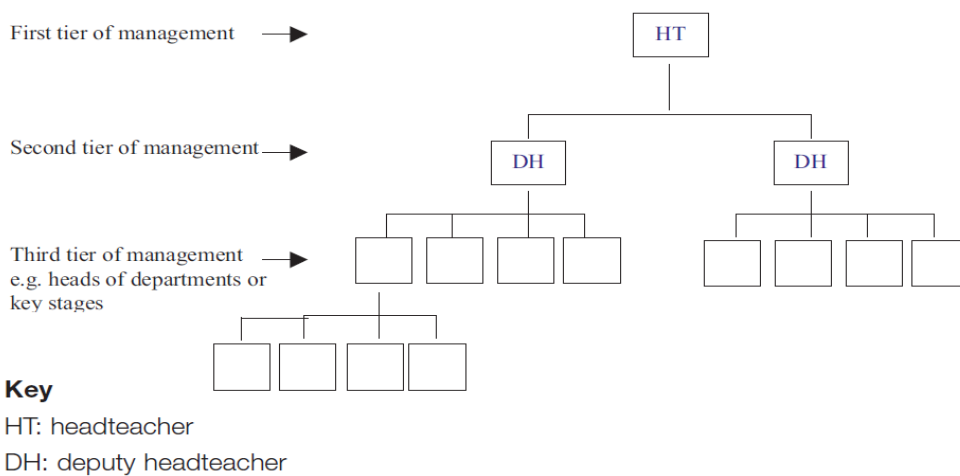 First tier of management
HT
Second tier of management
DH
DH
Third tier of management
e.g. heads of departments or
key stages
Key
HT: headteacher
DH: deputy headteacher